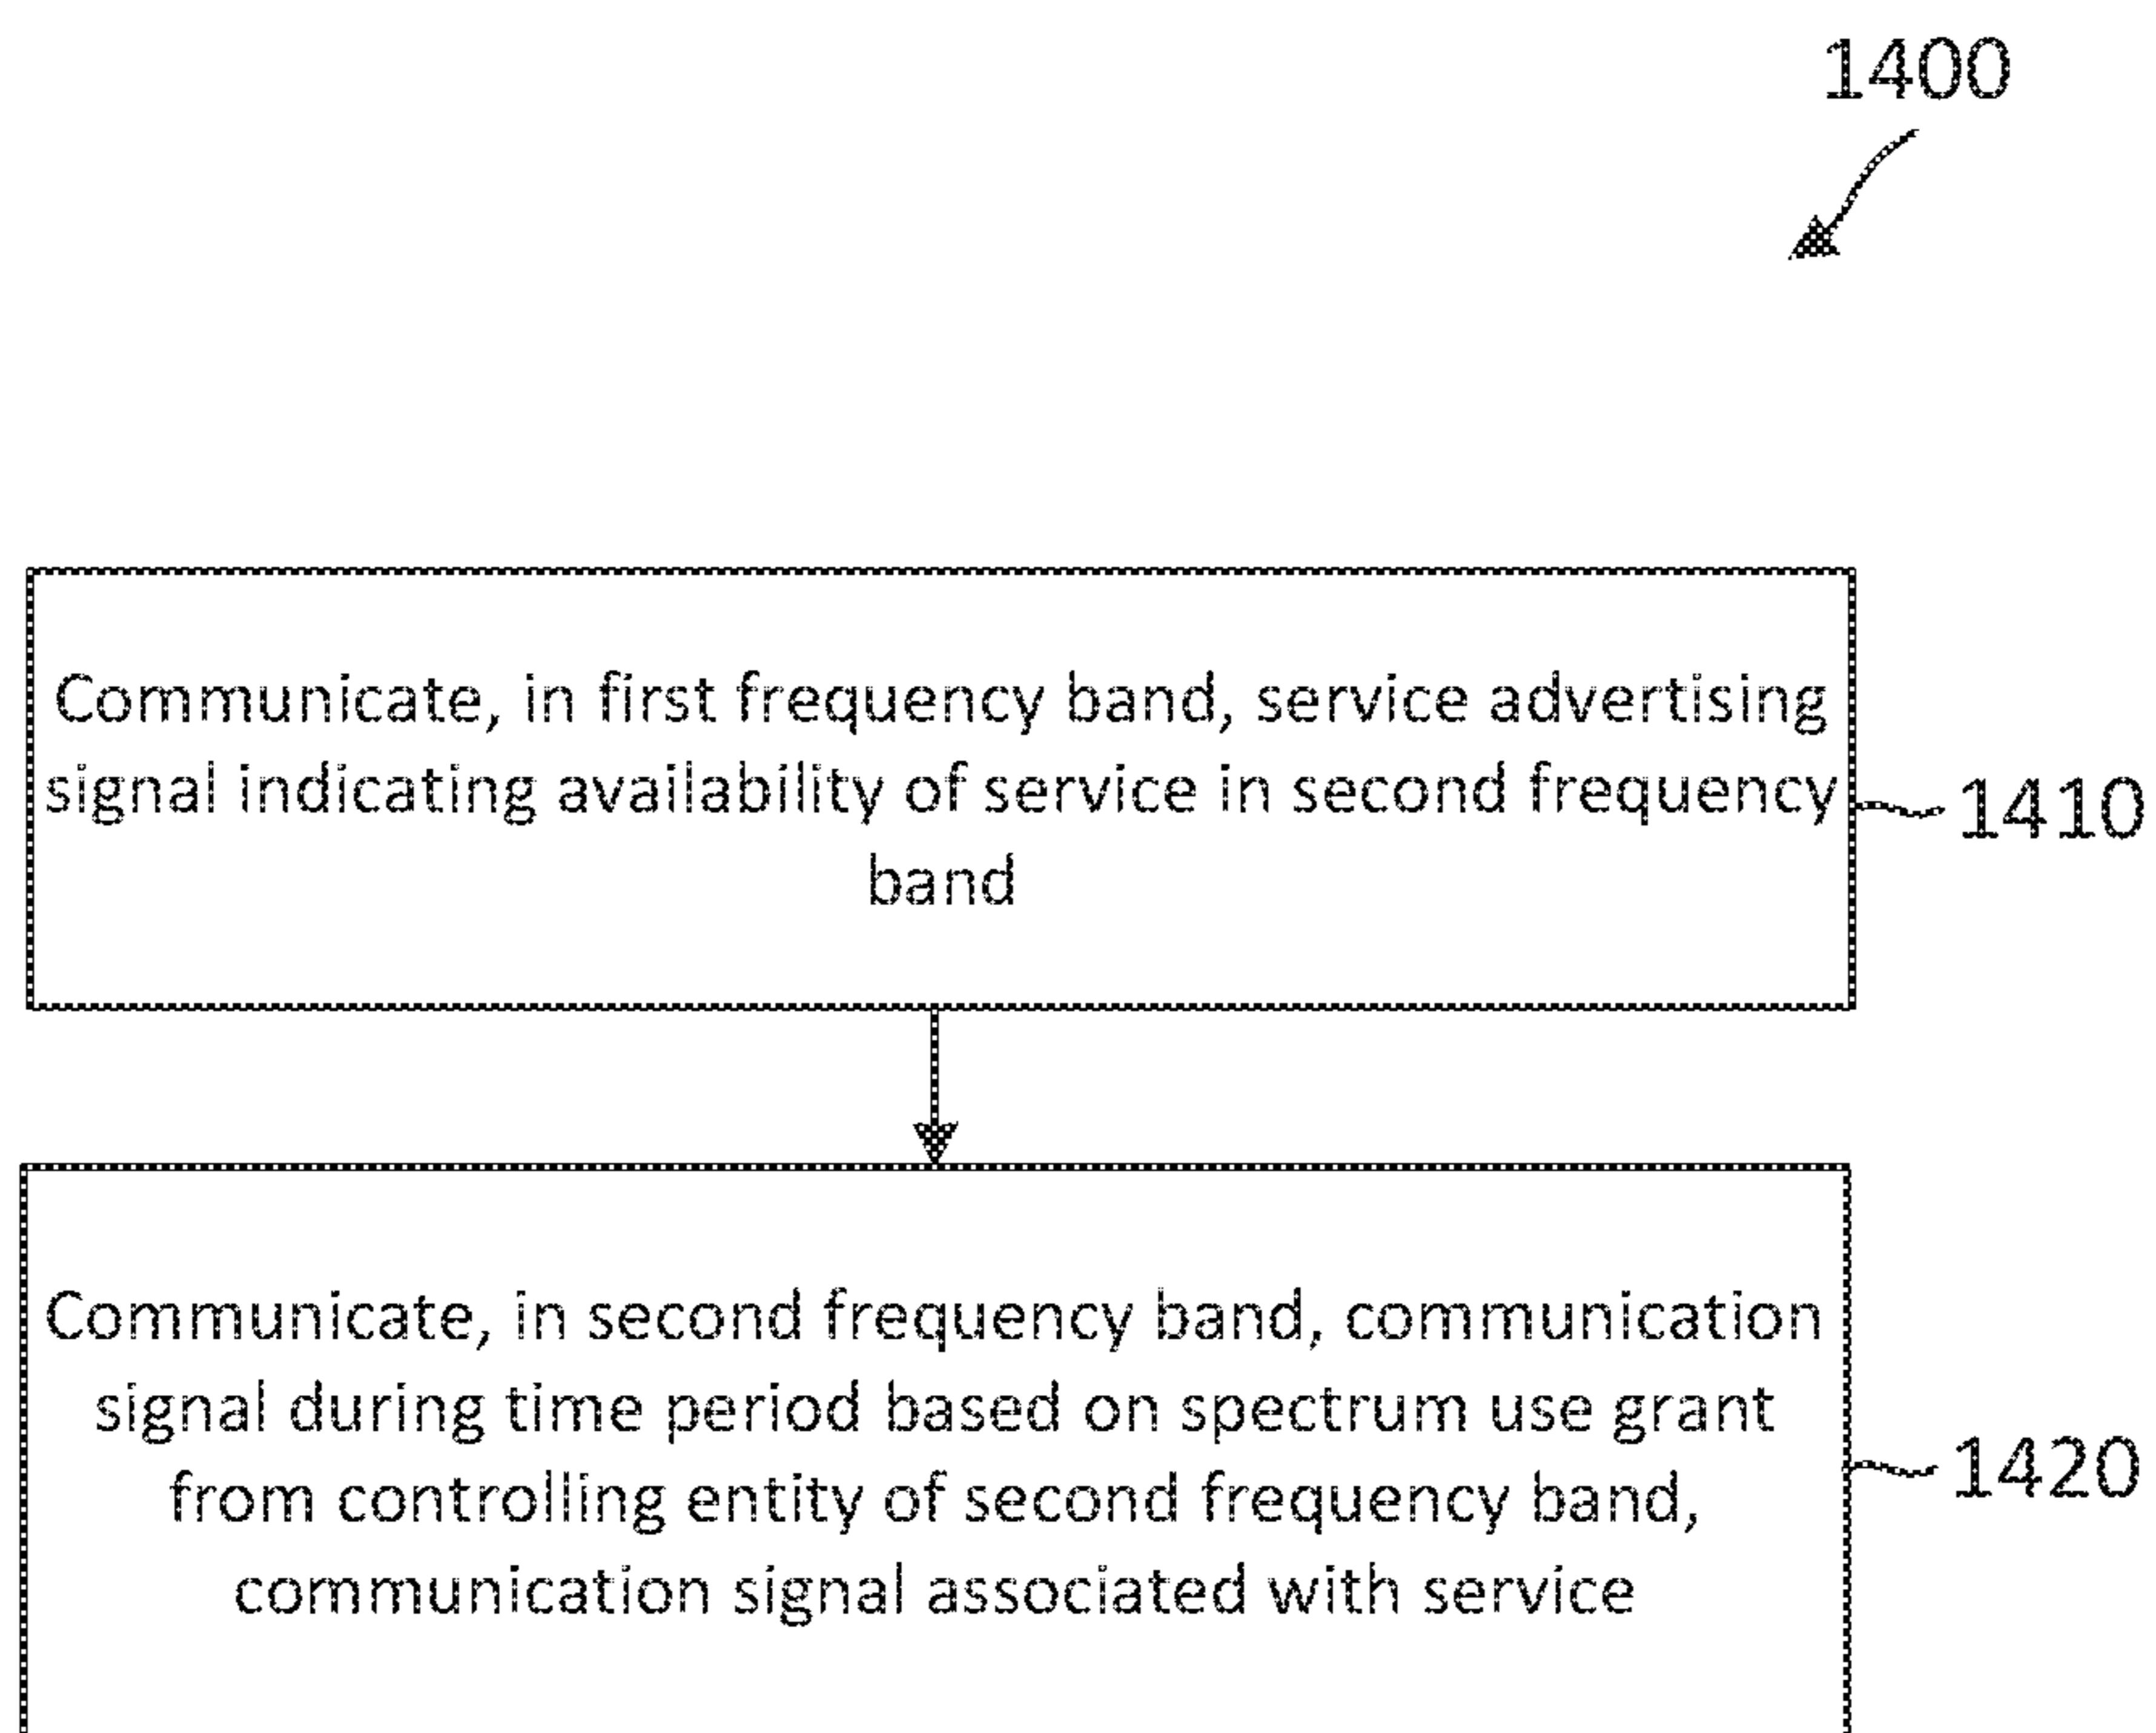 1400
Communicate, in first frequency band, service advertising
signal indicating availability of service in second frequency
band
1410
Communicate, in second frequency band, communication
signal during time period based on spectrum use grant
from controlling entity of second frequency band,
communication signal associated with service
1420